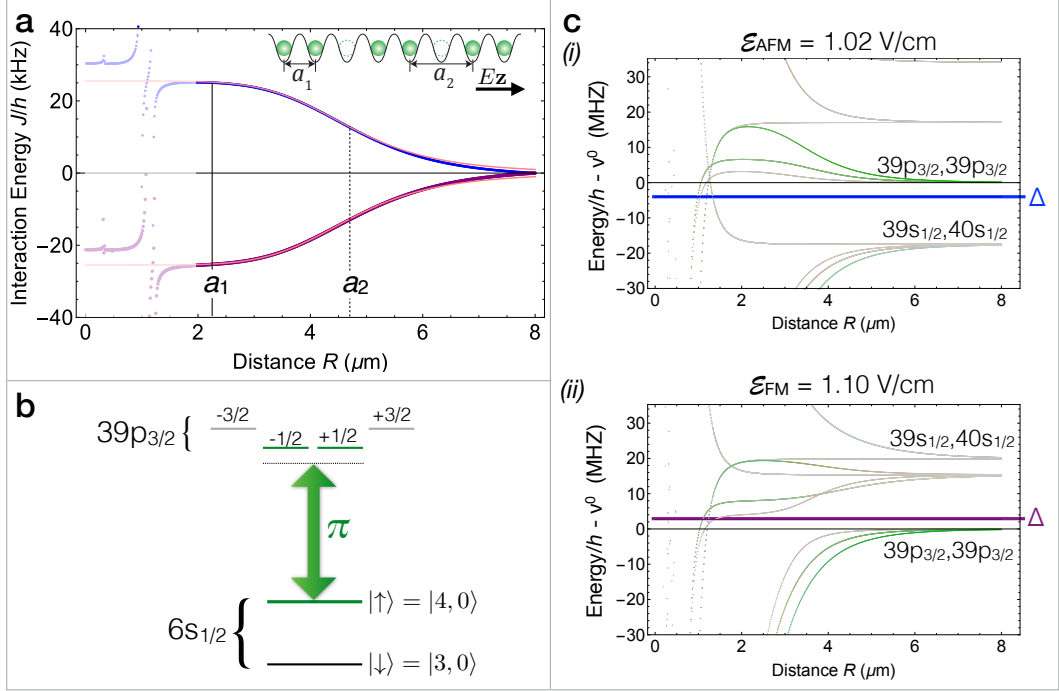 a
Interaction Energy J/h (kHz)
40
20
0
−20
−40
a₁
a₂
Ez
a₁
a₂
0
2
4
6
8
Distance R (μm)
b
39p₃/₂ {
-3/2
-1/2
+1/2
+3/2
π
6s₁/₂ {
|↑⟩ = |4, 0⟩
|↓⟩ = |3, 0⟩
c
(i)
ℰAFM = 1.02 V/cm
Energy/h - ν⁰ (MHZ)
30
20
10
0
−10
−20
−30
39p₃/₂,39p₃/₂
Δ
39s₁/₂,40s₁/₂
0
2
4
6
8
Distance R (μm)
(ii)
ℰFM = 1.10 V/cm
Energy/h - ν⁰ (MHZ)
30
20
10
0
−10
−20
−30
39s₁/₂,40s₁/₂
Δ
39p₃/₂,39p₃/₂
0
2
4
6
8
Distance R (μm)